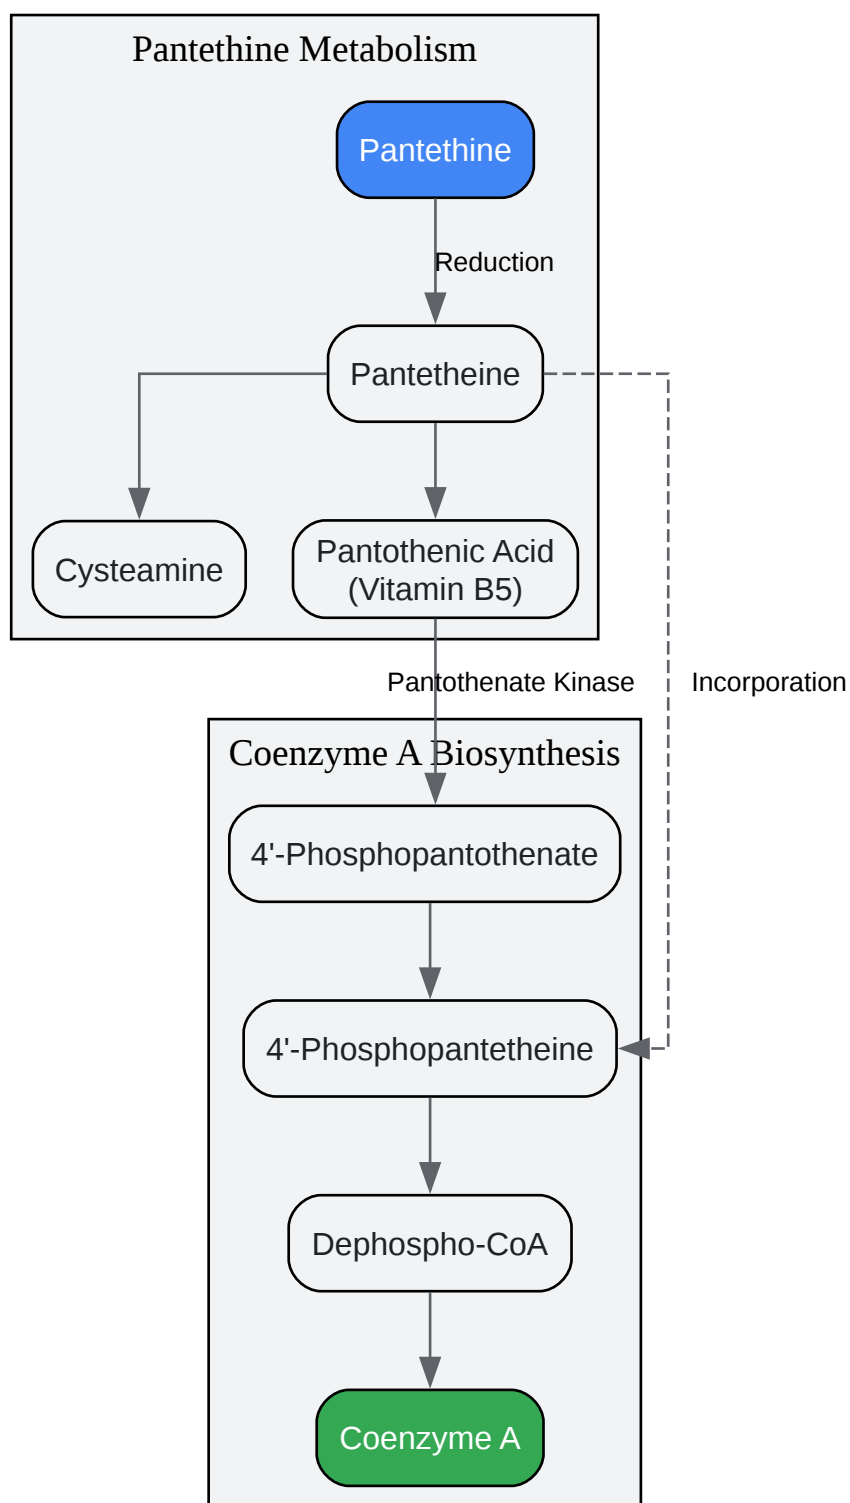 Pantethine Metabolism
Pantethine
Reduction
Pantetheine
Cysteamine
Pantothenic Acid
(Vitamin B5)
Pantothenate Kinase
Incorporation
Coenzyme A Biosynthesis
4'-Phosphopantothenate
4'-Phosphopantetheine
Dephospho-CoA
Coenzyme A